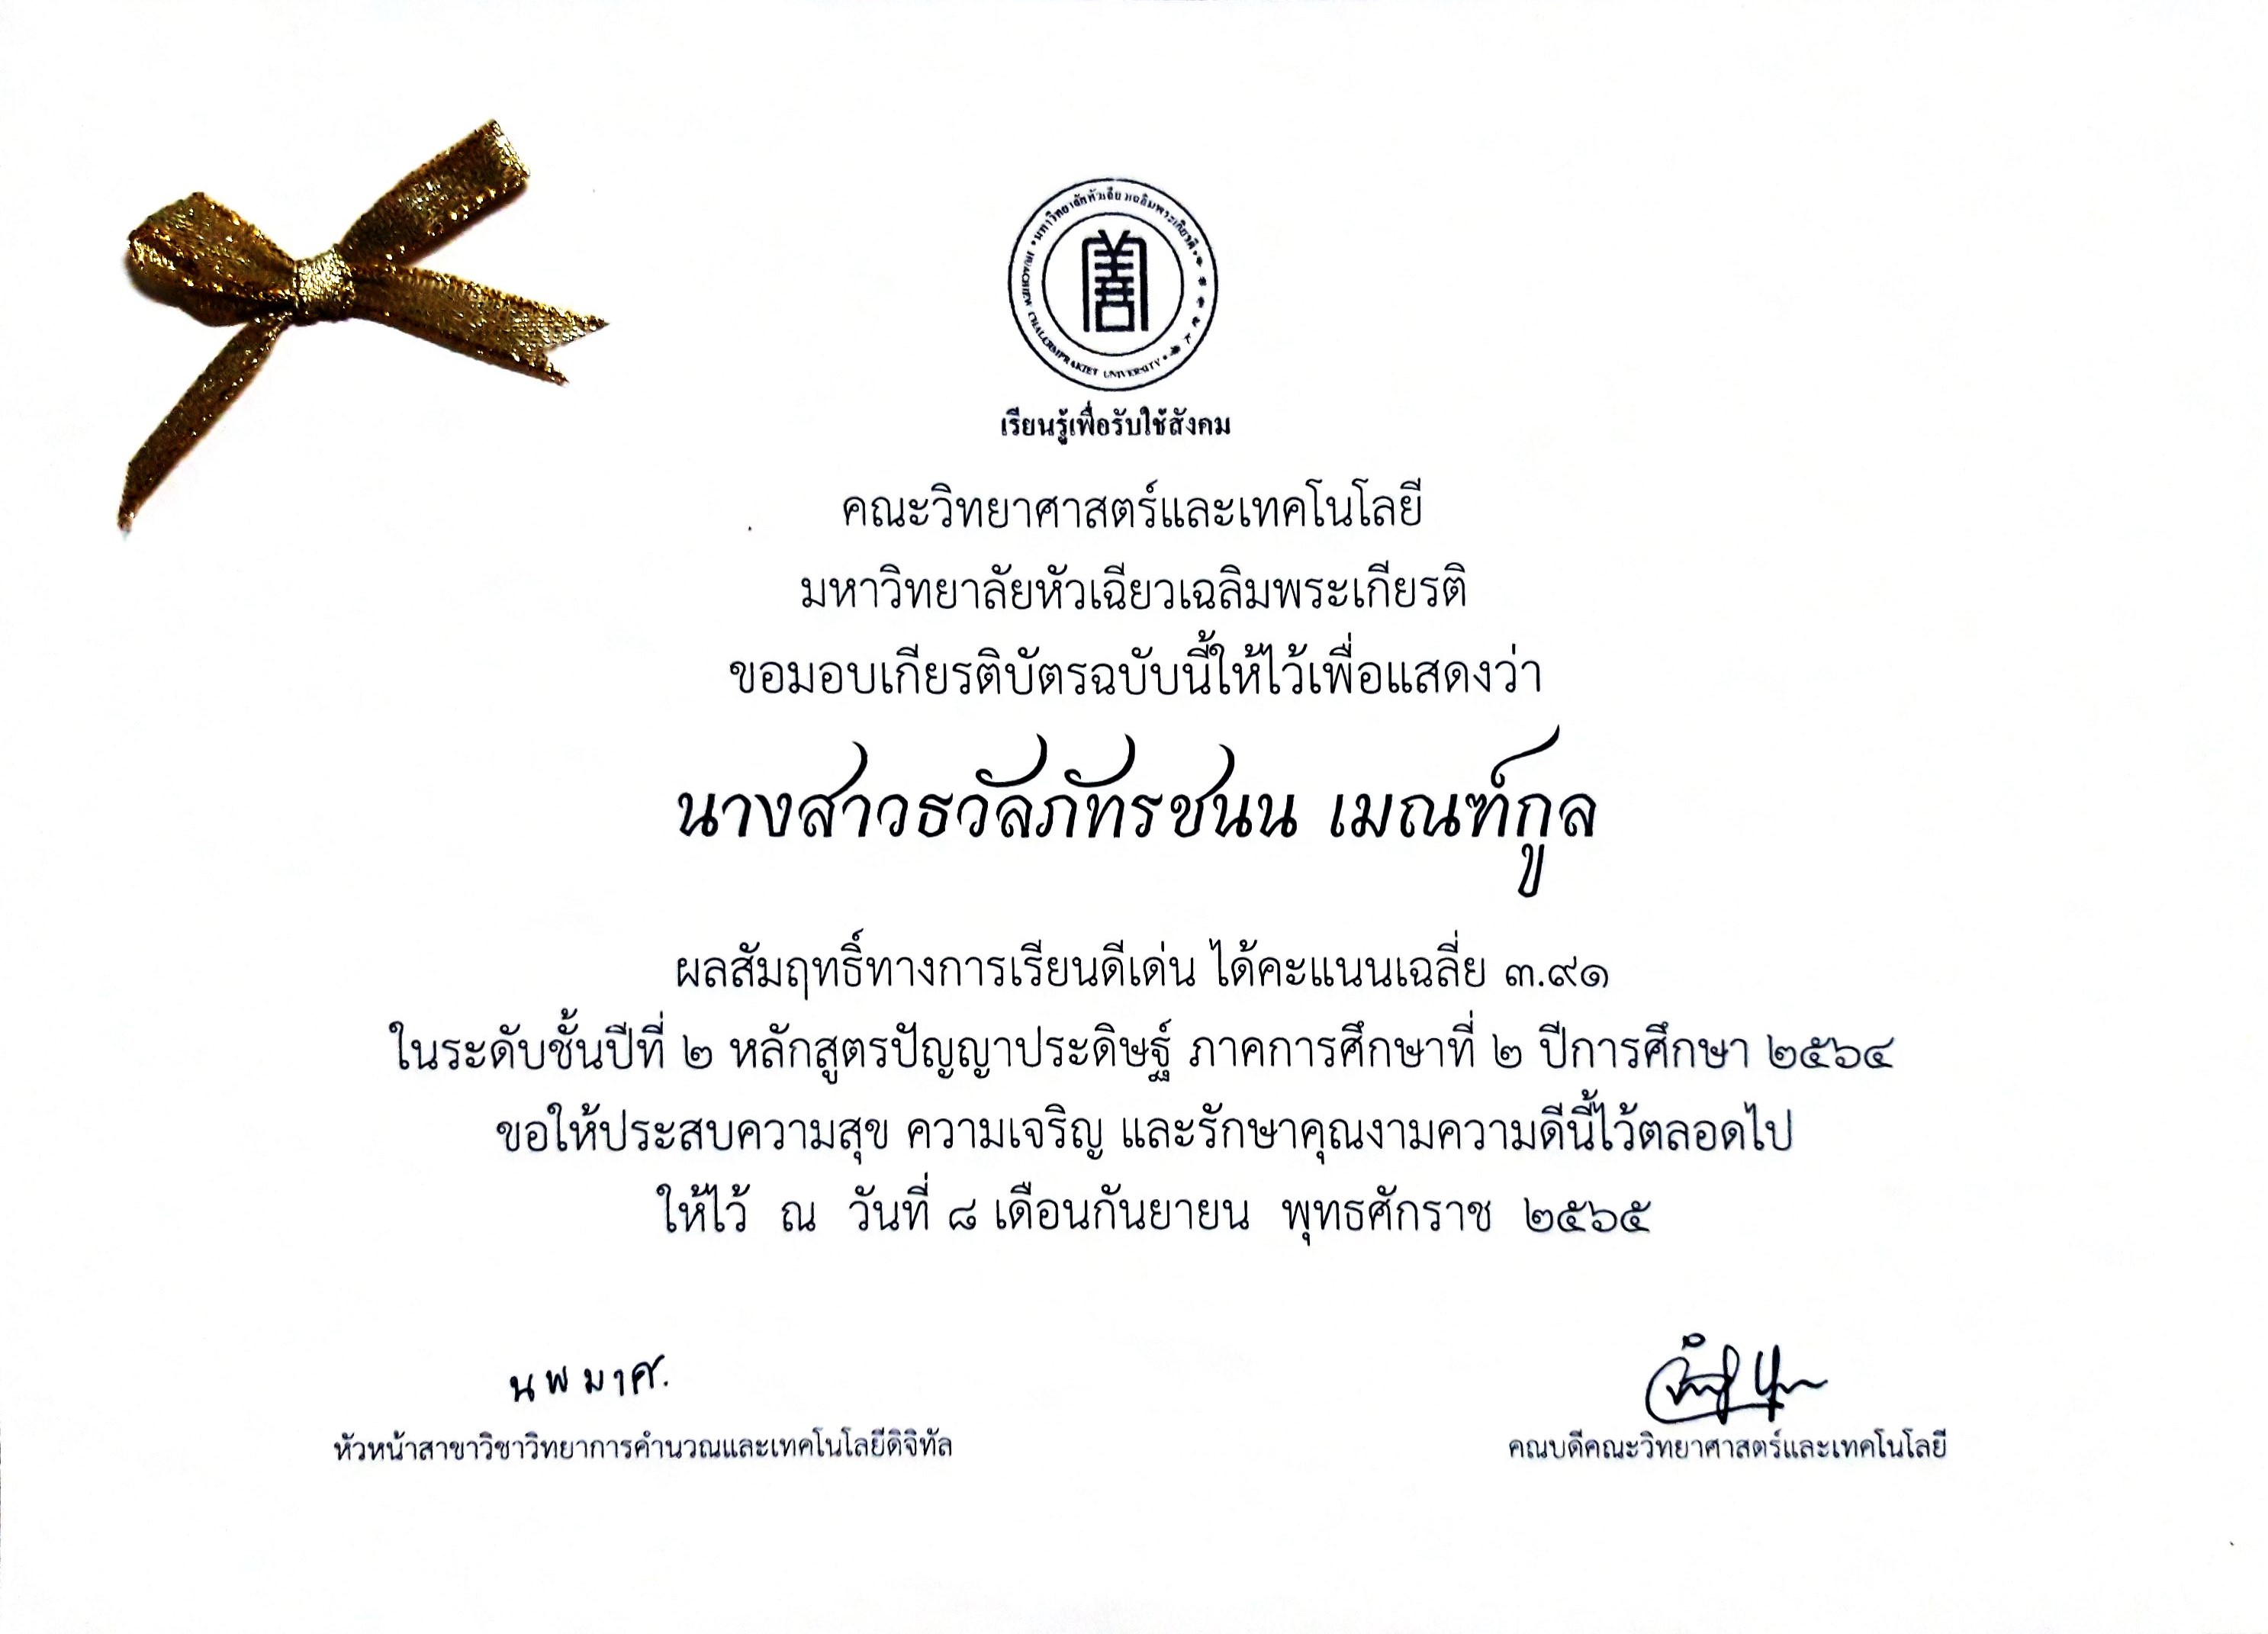 มหาวิทยาลัยหัวเฉียวเฉลิมพระเกียรติ
HUACHIEW CHALERMPRAKIET UNIVERSITY
เรียนรู้เพื่อรับใช้สังคม
คณะวิทยาศาสตร์และเทคโนโลยี
มหาวิทยาลัยหัวเฉียวเฉลิมพระเกียรติ
ขอมอบเกียรติบัตรฉบับนี้ให้ไว้เพื่อแสดงว่า
นางสาวธวัลภัทรชนน เมณฑ์กูล
ผลสัมฤทธิ์ทางการเรียนดีเด่น ได้คะแนนเฉลี่ย ๓.๙๑
ในระดับชั้นปีที่ ๒ หลักสูตรปัญญาประดิษฐ์ ภาคการศึกษาที่ ๒ ปีการศึกษา ๒๕๖๔
ขอให้ประสบความสุข ความเจริญ และรักษาคุณงามความดีนี้ไว้ตลอดไป
ให้ไว้ ณ วันที่ ๘ เดือนกันยายน พุทธศักราช ๒๕๖๕
นพมาศ.
หัวหน้าสาขาวิชาวิทยาการคำนวณและเทคโนโลยีดิจิทัล
คณบดีคณะวิทยาศาสตร์และเทคโนโลยี